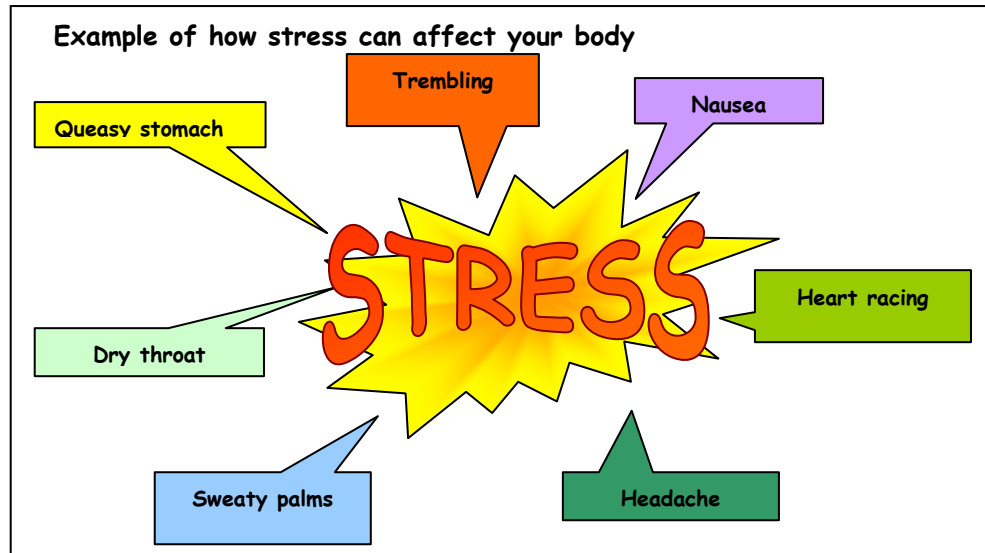 Example of how stress can affect your body
Trembling
Nausea
Queasy stomach
STRESS
Heart racing
Dry throat
Sweaty palms
Headache